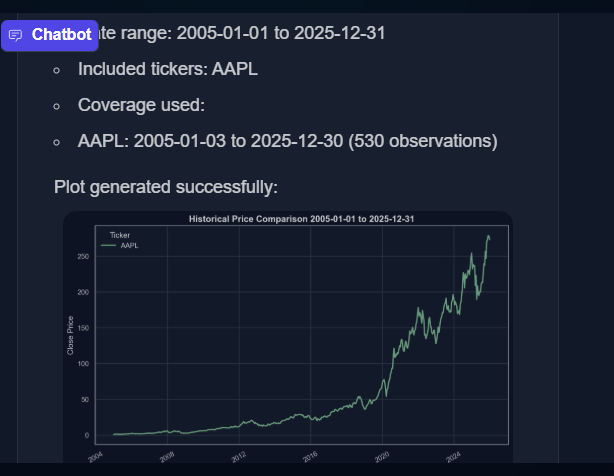 Chatbot
ate range: 2005-01-01 to 2025-12-31
Included tickers: AAPL
Coverage used:
AAPL: 2005-01-03 to 2025-12-30 (530 observations)
Plot generated successfully:
Historical Price Comparison 2005-01-01 to 2025-12-31
Ticker
AAPL
Close Price
250
200
150
100
50
0
2004
2008
2012
2016
2020
2024